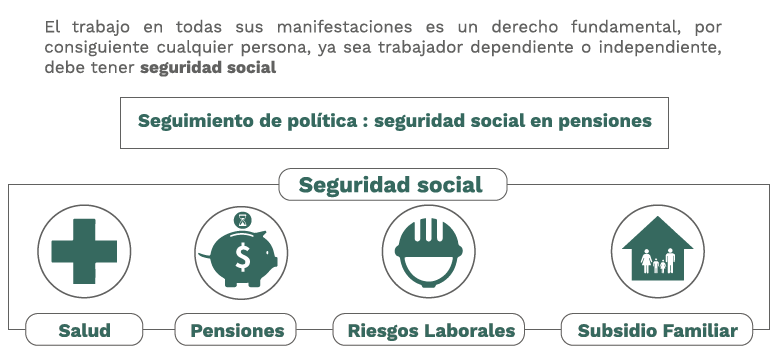 El trabajo en todas sus manifestaciones es un derecho fundamental, por
consiguiente cualquier persona, ya sea trabajador dependiente o independiente,
debe tener seguridad social
Seguimiento de política : seguridad social en pensiones
Seguridad social
$
Salud
Pensiones
Riesgos Laborales
Subsidio Familiar